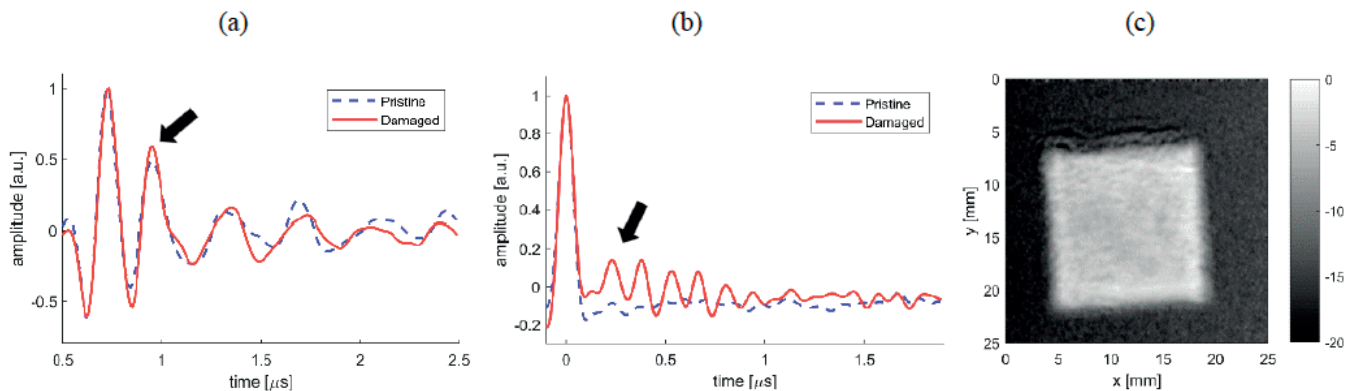 (a)
(b)
(c)
amplitude [a.u.]
1
0.5
0
-0.5
0.5
1
1.5
2
2.5
time [μs]
Pristine
Damaged
amplitude [a.u.]
1
0.8
0.6
0.4
0.2
0
-0.2
0
0.5
1
1.5
time [μs]
Pristine
Damaged
y [mm]
0
5
10
15
20
25
0
5
10
15
20
25
x [mm]
0
-5
-10
-15
-20